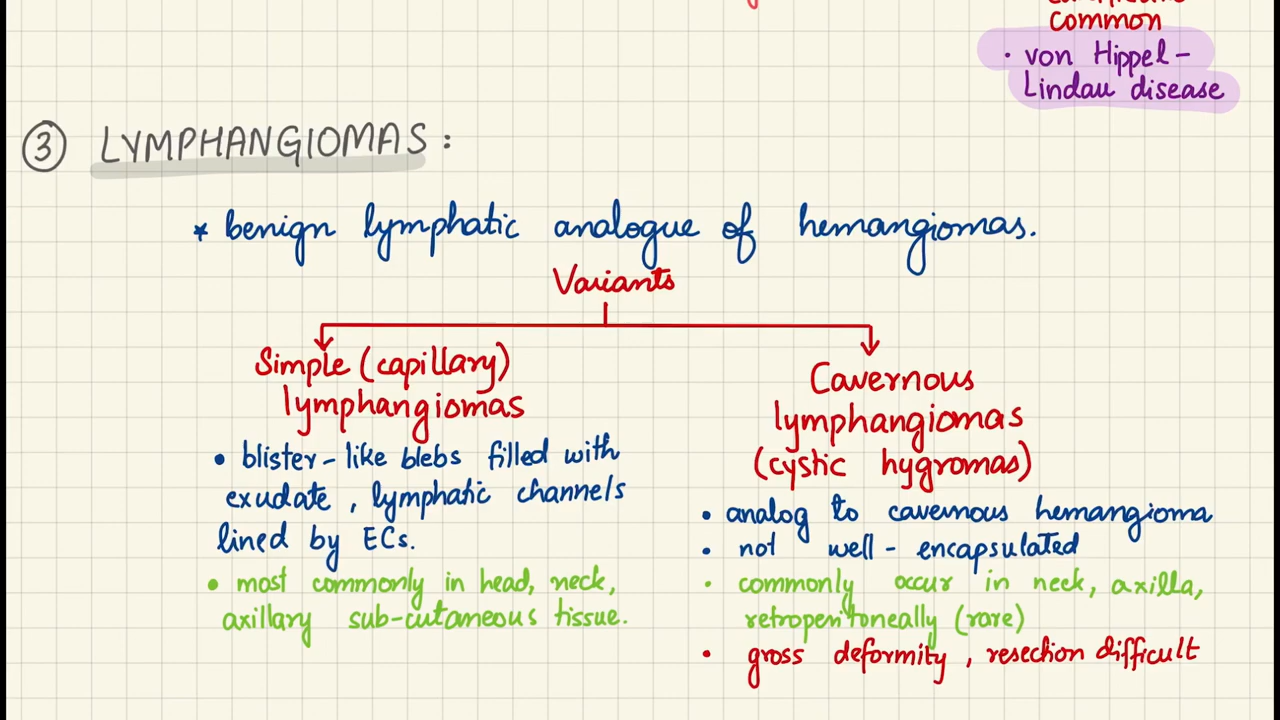 common
· von Hippel-
Lindau disease
③ LYMPHANGIOMAS:
* benign lymphatic analogue of hemangiomas.
Variants
Simple (capillary)
lymphangiomas
• blister-like blebs filled with
exudate, lymphatic channels
lined by ECs.
• most commonly in head, neck,
axillary sub-cutaneous tissue.
Cavernous
lymphangiomas
(cystic hygromas)
• analog to cavernous hemangioma
• not well-encapsulated
• commonly occur in neck, axilla,
retroperitoneally (rare)
• gross deformity, resection difficult